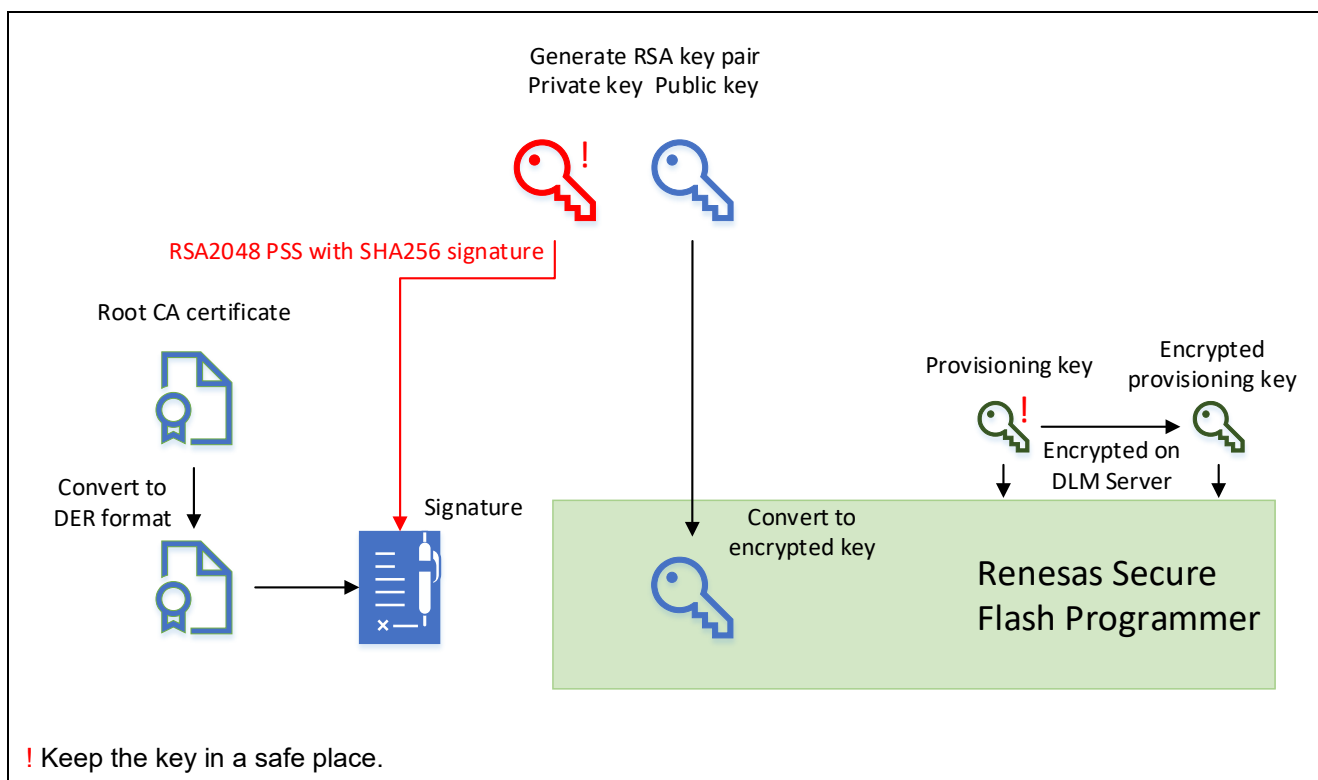 Generate RSA key pair
Private key Public key
!
RSA2048 PSS with SHA256 signature
Root CA certificate
Convert to
DER format
Signature
Provisioning key
!
Encrypted
provisioning key
Encrypted on
DLM Server
Convert to
encrypted key
Renesas Secure
Flash Programmer
! Keep the key in a safe place.